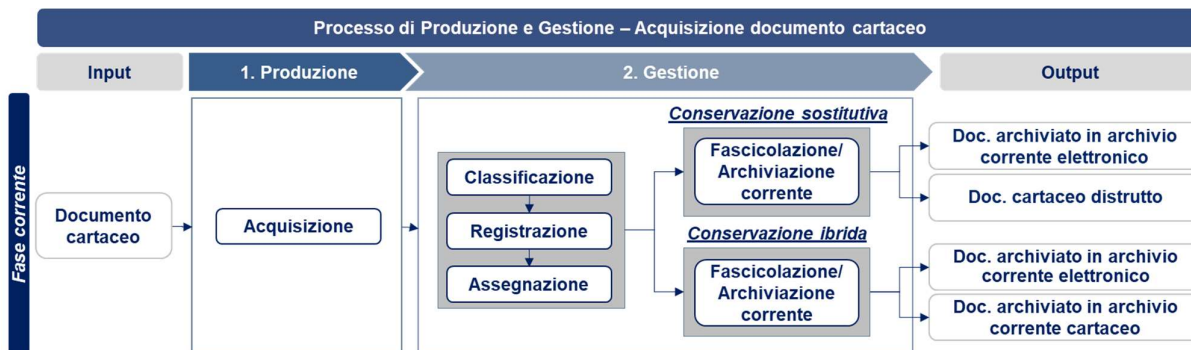 Processo di Produzione e Gestione – Acquisizione documento cartaceo
Input
1. Produzione
2. Gestione
Output
Fase corrente
Documento
cartaceo
Acquisizione
Classificazione
Registrazione
Assegnazione
Conservazione sostitutiva
Fascicolazione/
Archiviazione
corrente
Conservazione ibrida
Fascicolazione/
Archiviazione
corrente
Doc. archiviato in archivio
corrente elettronico
Doc. cartaceo distrutto
Doc. archiviato in archivio
corrente elettronico
Doc. archiviato in archivio
corrente cartaceo